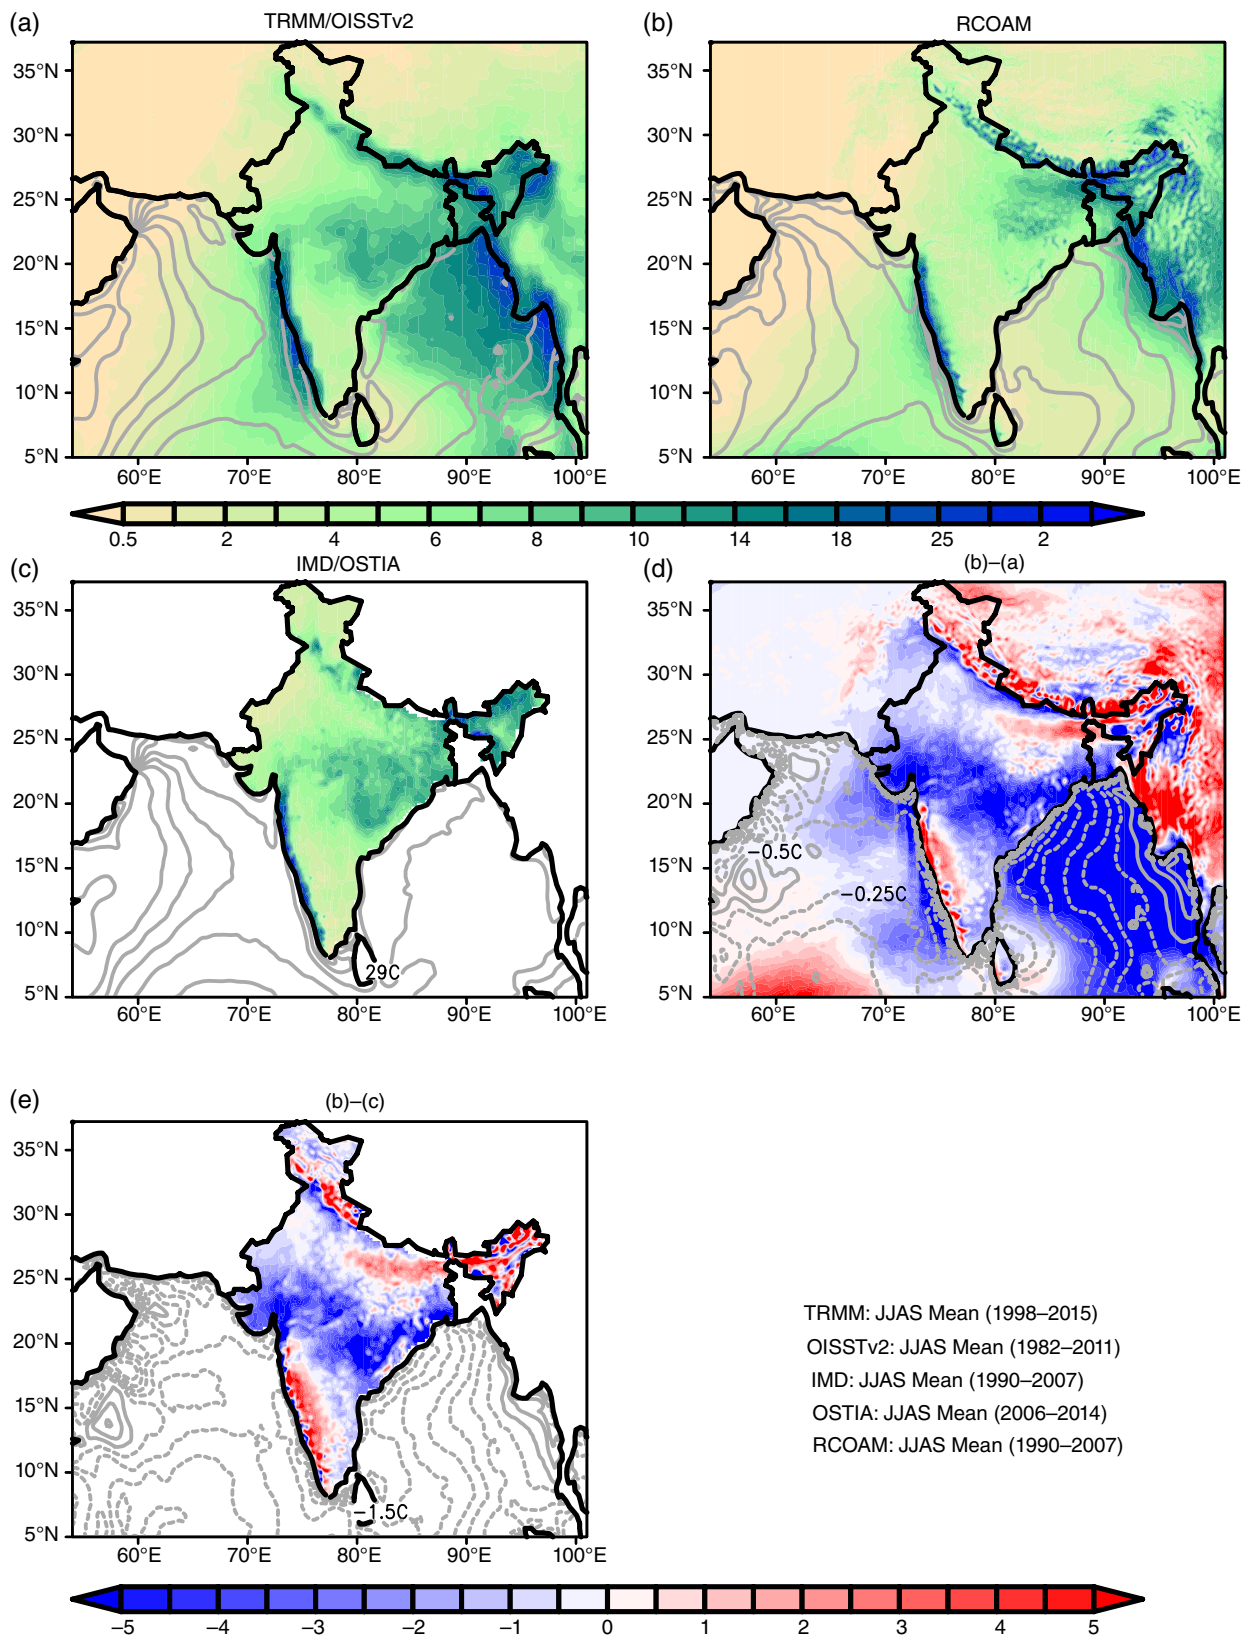 (a) TRMM/OISSTv2
(b) RCOAM
35°N
30°N
25°N
20°N
15°N
10°N
5°N
60°E 70°E 80°E 90°E 100°E
35°N
30°N
25°N
20°N
15°N
10°N
5°N
60°E 70°E 80°E 90°E 100°E
0.5 2 4 6 8 10 14 18 25 2
(c) IMD/OSTIA
(d) (b)–(a)
35°N
30°N
25°N
20°N
15°N
10°N
5°N
29C
60°E 70°E 80°E 90°E 100°E
35°N
30°N
25°N
20°N
15°N
10°N
5°N
−0.5C
−0.25C
60°E 70°E 80°E 90°E 100°E
(e) (b)–(c)
35°N
30°N
25°N
20°N
15°N
10°N
5°N
−1.5C
60°E 70°E 80°E 90°E 100°E
TRMM: JJAS Mean (1998–2015)
OISSTv2: JJAS Mean (1982–2011)
IMD: JJAS Mean (1990–2007)
OSTIA: JJAS Mean (2006–2014)
RCOAM: JJAS Mean (1990–2007)
−5 −4 −3 −2 −1 0 1 2 3 4 5